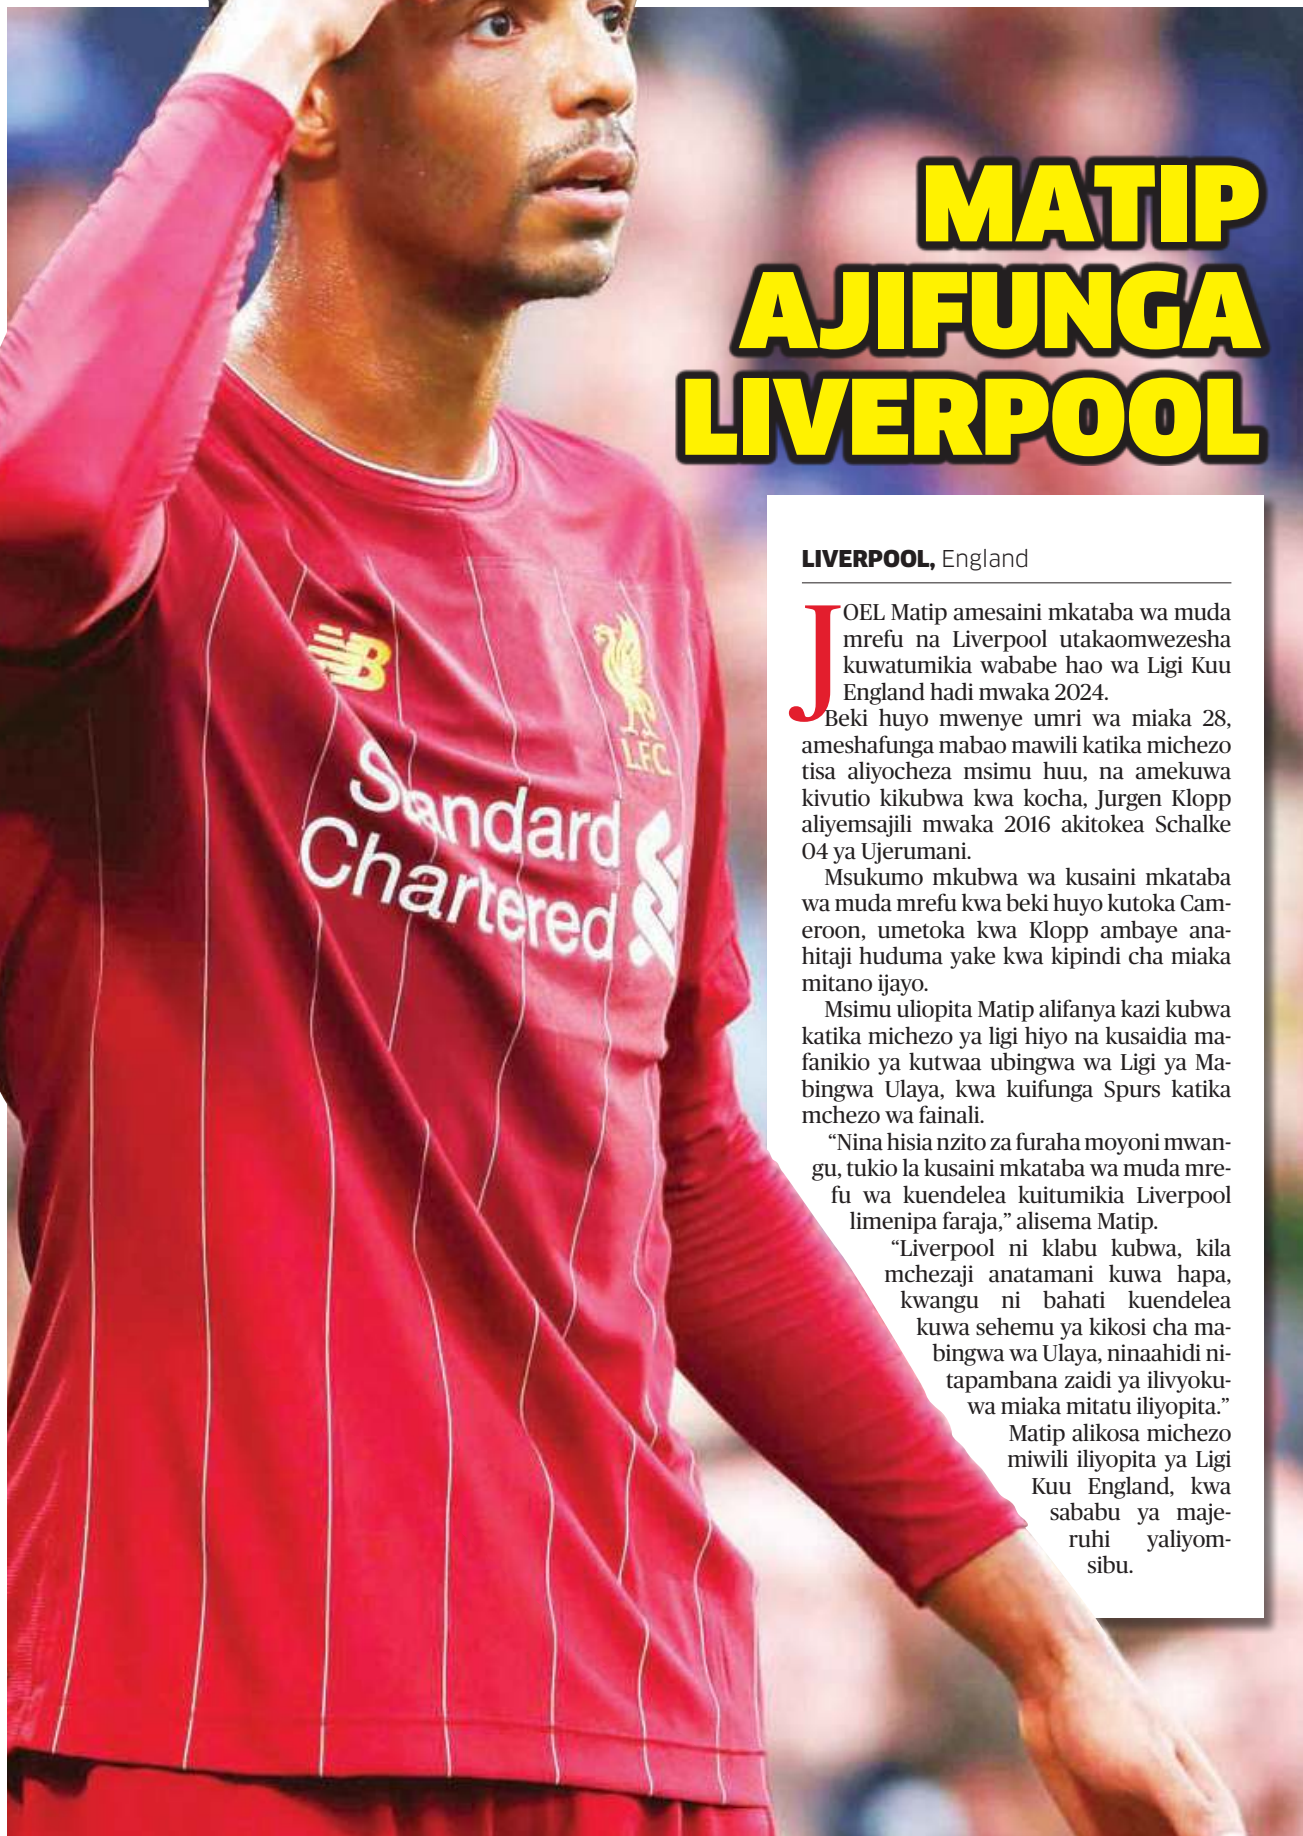 MATIP
AJIFUNGA
LIVERPOOL
LIVERPOOL, England
JOEL Matip amesaini mkataba wa muda
mrefu na Liverpool utakaomwezesha
kuwatumikia wababe hao wa Ligi Kuu
England hadi mwaka 2024.
Beki huyo mwenye umri wa miaka 28,
ameshafunga mabao mawili katika michezo
tisa aliyocheza msimu huu, na amekuwa
kivutio kikubwa kwa kocha, Jurgen Klopp
aliyemsajili mwaka 2016 akitokea Schalke
04 ya Ujerumani.
Msukumo mkubwa wa kusaini mkataba
wa muda mrefu kwa beki huyo kutoka Cam-
eroon, umetoka kwa Klopp ambaye ana-
hitaji huduma yake kwa kipindi cha miaka
mitano ijayo.
Msimu uliopita Matip alifanya kazi kubwa
katika michezo ya ligi hiyo na kusaidia ma-
fanikio ya kutwaa ubingwa wa Ligi ya Ma-
bingwa Ulaya, kwa kuifunga Spurs katika
mchezo wa fainali.
“Nina hisia nzito za furaha moyoni mwan-
gu, tukio la kusaini mkataba wa muda mre-
fu wa kuendelea kuitumikia Liverpool
limenipa faraja,” alisema Matip.
“Liverpool ni klabu kubwa, kila
mchezaji anatamani kuwa hapa,
kwangu ni bahati kuendelea
kuwa sehemu ya kikosi cha ma-
bingwa wa Ulaya, ninaahidi ni-
tapambana zaidi ya ilivyoku-
wa miaka mitatu iliyopita.”
Matip alikosa michezo
miwili iliyopita ya Ligi
Kuu England, kwa
sababu ya maje-
ruhi yaliyom-
sibu.
NB
LFC
Standard
Chartered